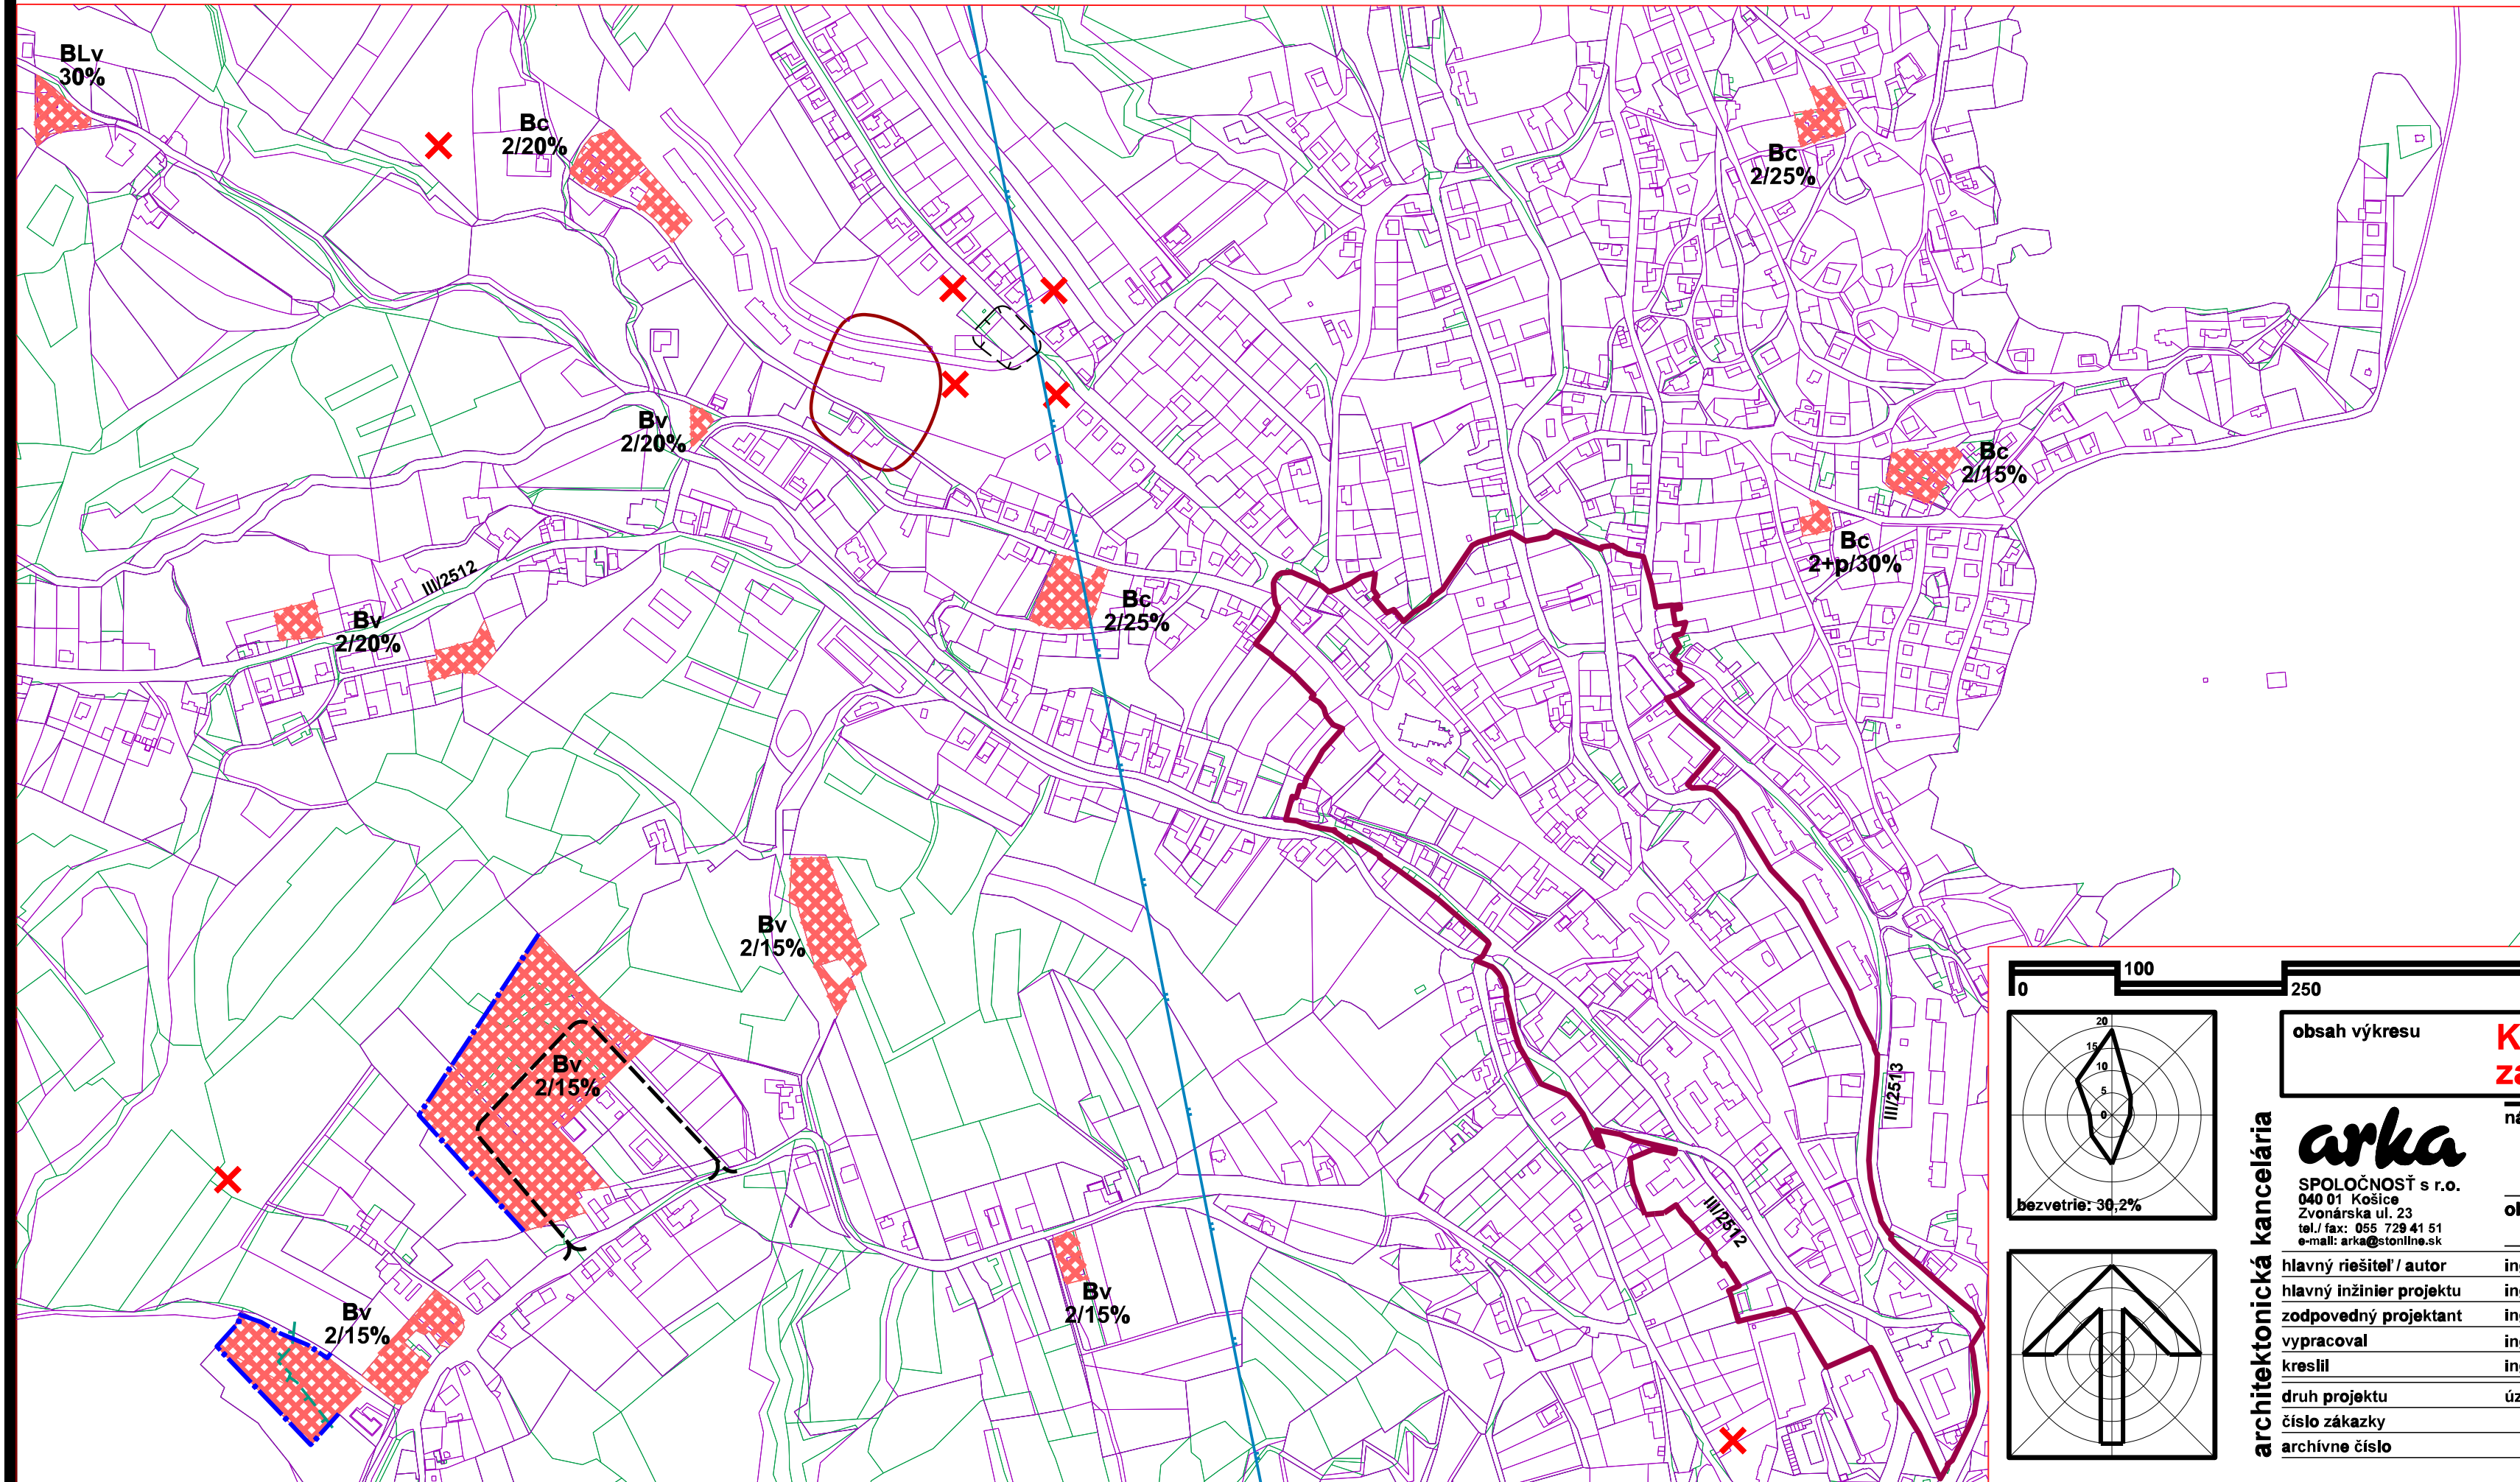 BLv
30%
Bc
2/20%
Bc
2/25%
Bv
2/20%
Bc
2/15%
Bc
2+p/30%
III/2512
Bc
2/25%
Bv
2/20%
Bv
2/15%
Bv
2/15%
Bv
2/15%
Bv
2/15%
III/2513
III/2512
0
100
250
20
15
10
5
0
bezvetrie: 30,2%
obsah výkresu
K
za
architektonická kancelária
arka
SPOLOČNOSŤ s r.o.
040 01 Košice
Zvonárska ul. 23
tel./ fax: 055 729 41 51
e-mail: arka@stonline.sk
hlavný riešiteľ / autor
hlavný inžinier projektu
zodpovedný projektant
vypracoval
kreslil
druh projektu
číslo zákazky
archívne číslo